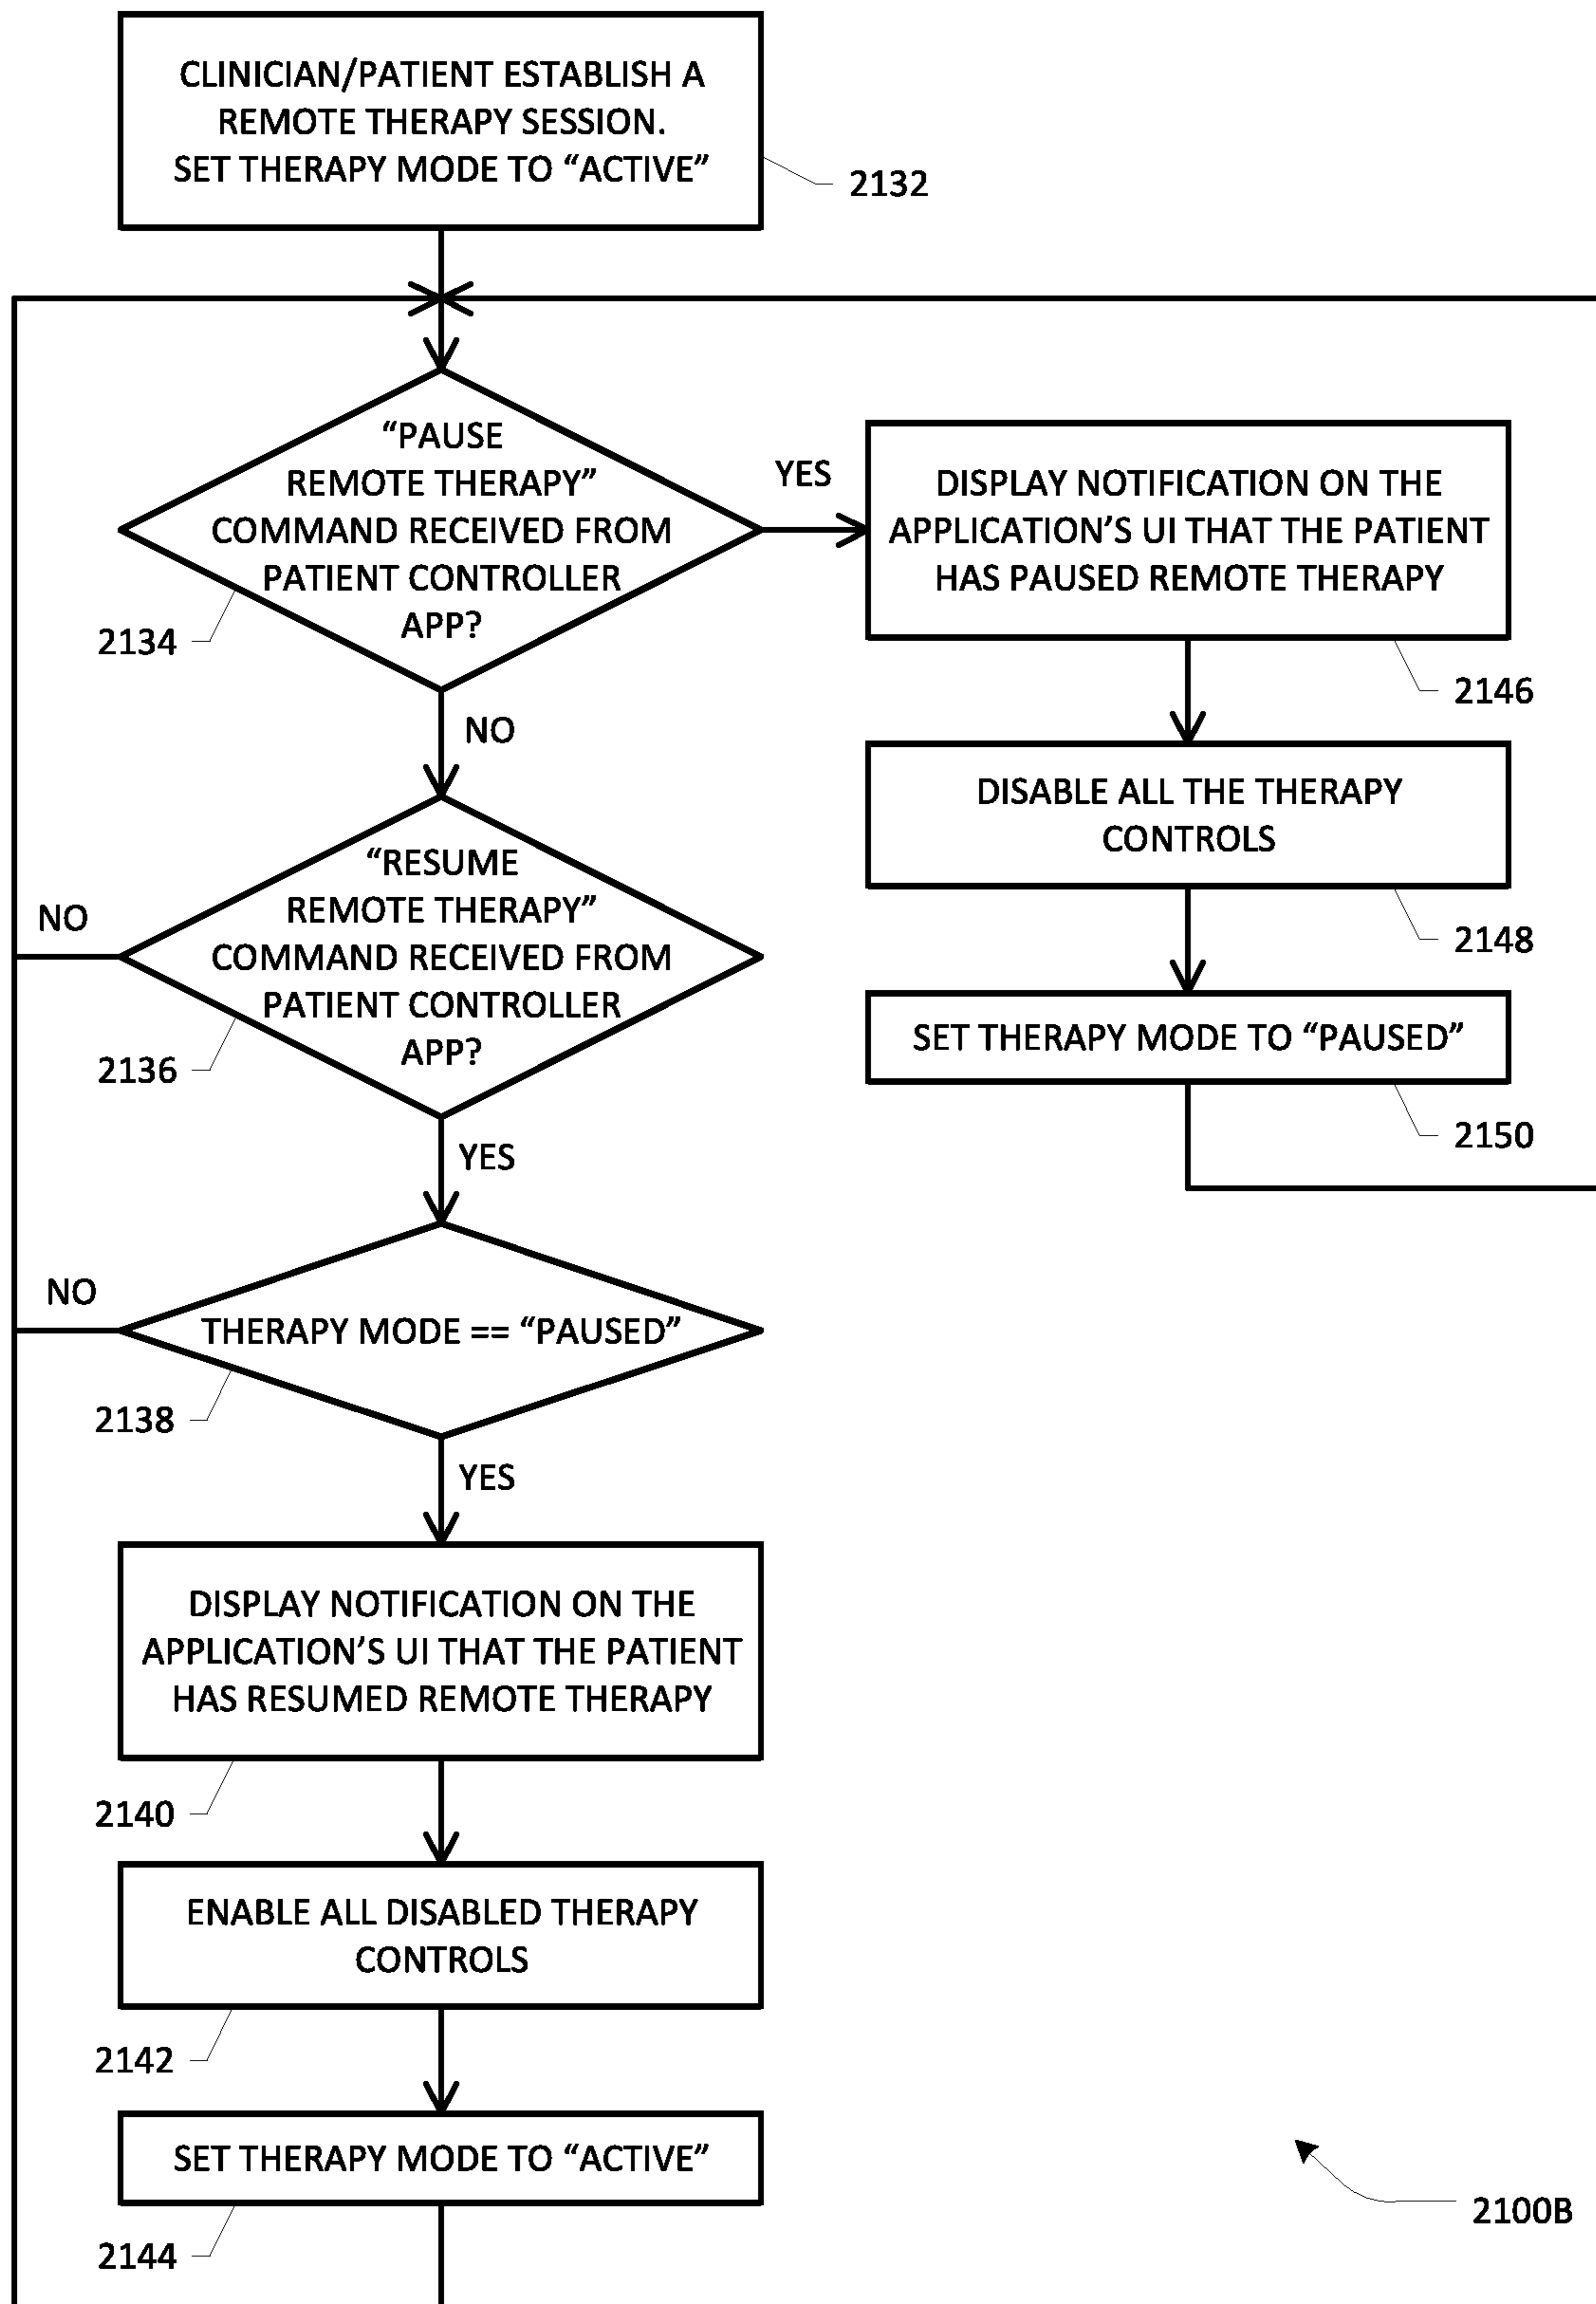 CLINICIAN/PATIENT ESTABLISH A
REMOTE THERAPY SESSION.
SET THERAPY MODE TO “ACTIVE”
2132
“PAUSE
REMOTE THERAPY”
COMMAND RECEIVED FROM
PATIENT CONTROLLER
APP?
2134
YES
NO
DISPLAY NOTIFICATION ON THE
APPLICATION’S UI THAT THE PATIENT
HAS PAUSED REMOTE THERAPY
2146
DISABLE ALL THE THERAPY
CONTROLS
2148
SET THERAPY MODE TO “PAUSED”
2150
“RESUME
REMOTE THERAPY”
COMMAND RECEIVED FROM
PATIENT CONTROLLER
APP?
NO
2136
YES
THERAPY MODE == “PAUSED”
NO
2138
YES
DISPLAY NOTIFICATION ON THE
APPLICATION’S UI THAT THE PATIENT
HAS RESUMED REMOTE THERAPY
2140
ENABLE ALL DISABLED THERAPY
CONTROLS
2142
SET THERAPY MODE TO “ACTIVE”
2144
2100B